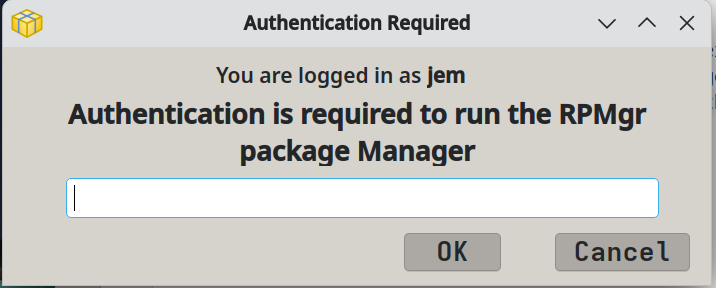 Authentication Required
You are logged in as jem
Authentication is required to run the RPMgr
package Manager
OK
Cancel